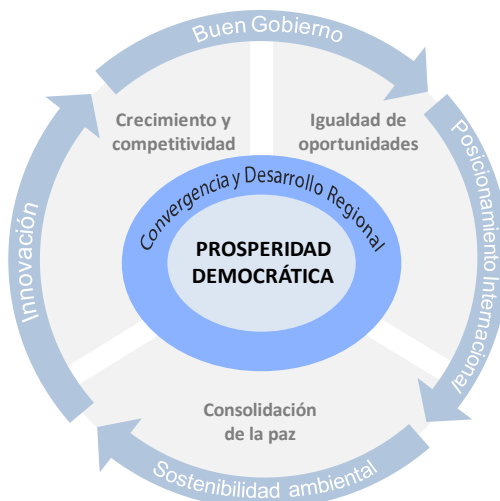 Buen Gobierno
Crecimiento y
competitividad
Igualdad de
oportunidades
Posicionamiento Internacional
Innovación
Convergencia y Desarrollo Regional
PROSPERIDAD
DEMOCRÁTICA
Consolidación
de la paz
Sostenibilidad ambiental